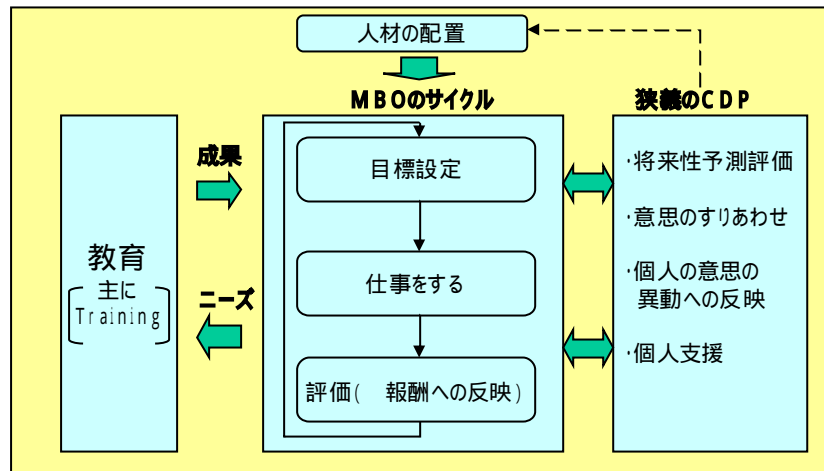 人材の配置
MBOのサイクル
狭義のCDP
成果
目標設定
・将来性予測評価
・意思のすりあわせ
教育
主に
Training
ニーズ
仕事をする
・個人の意思の
異動への反映
・個人支援
評価( 報酬への反映)